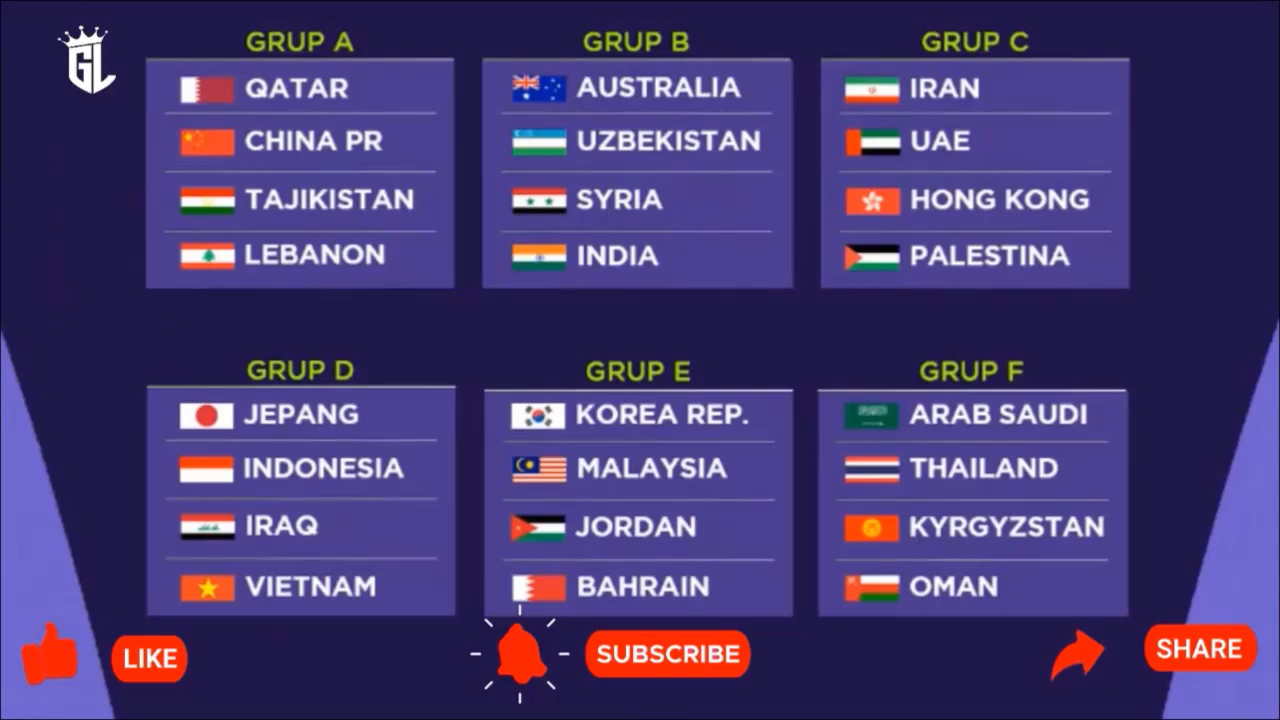 GL
GRUP A
QATAR
CHINA PR
TAJIKISTAN
LEBANON
GRUP B
AUSTRALIA
UZBEKISTAN
SYRIA
INDIA
GRUP C
IRAN
UAE
HONG KONG
PALESTINA
GRUP D
JEPANG
INDONESIA
IRAQ
VIETNAM
GRUP E
KOREA REP.
MALAYSIA
JORDAN
BAHRAIN
GRUP F
ARAB SAUDI
THAILAND
KYRGYZSTAN
OMAN
LIKE
SUBSCRIBE
SHARE